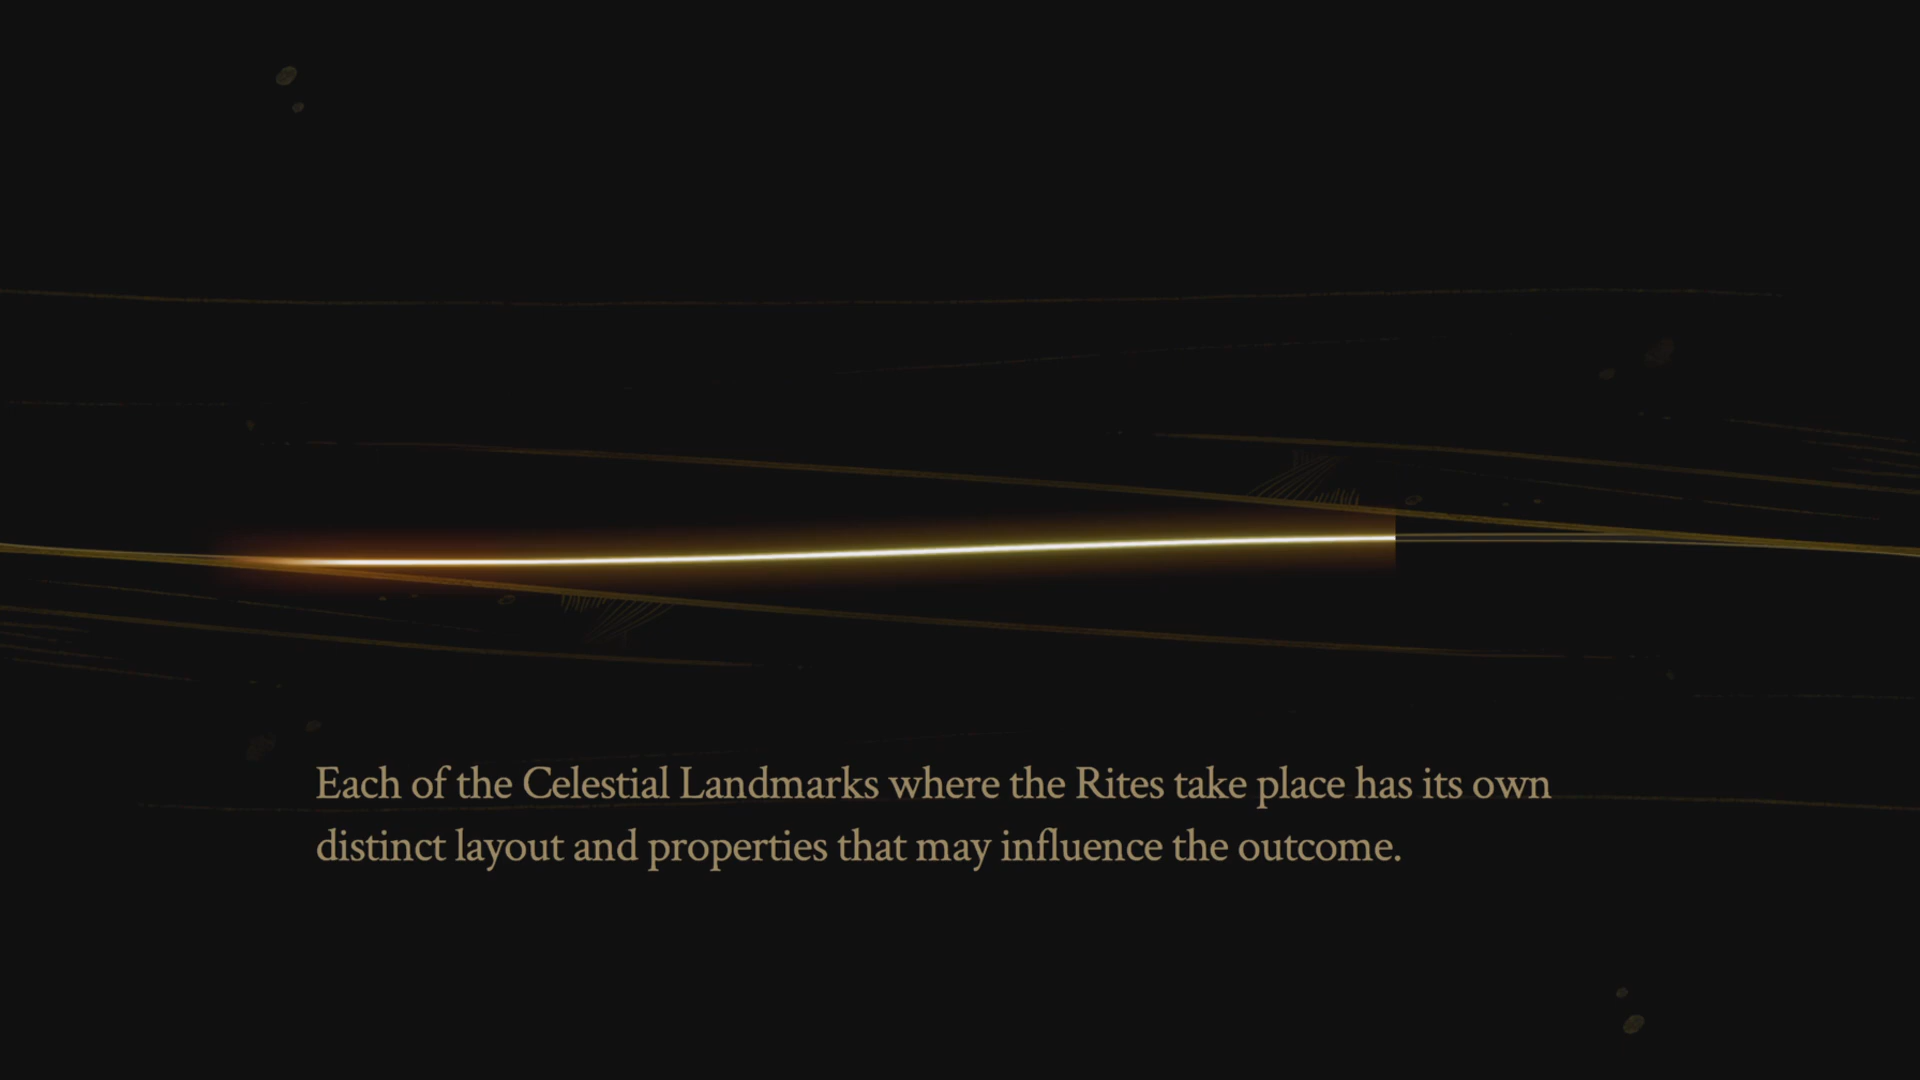 Each of the Celestial Landmarks where the Rites take place has its own
distinct layout and properties that may influence the outcome.